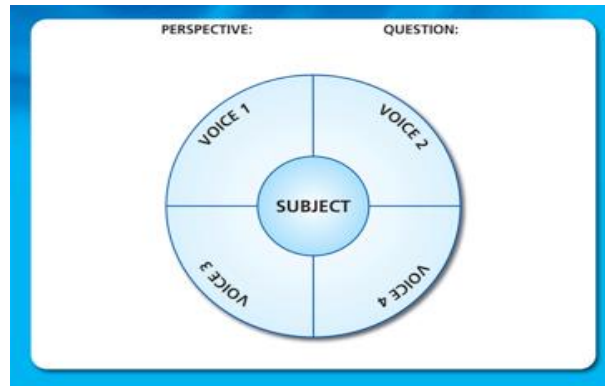 PERSPECTIVE: QUESTION:
VOICE 1
VOICE 2
SUBJECT
VOICE 3
VOICE 4